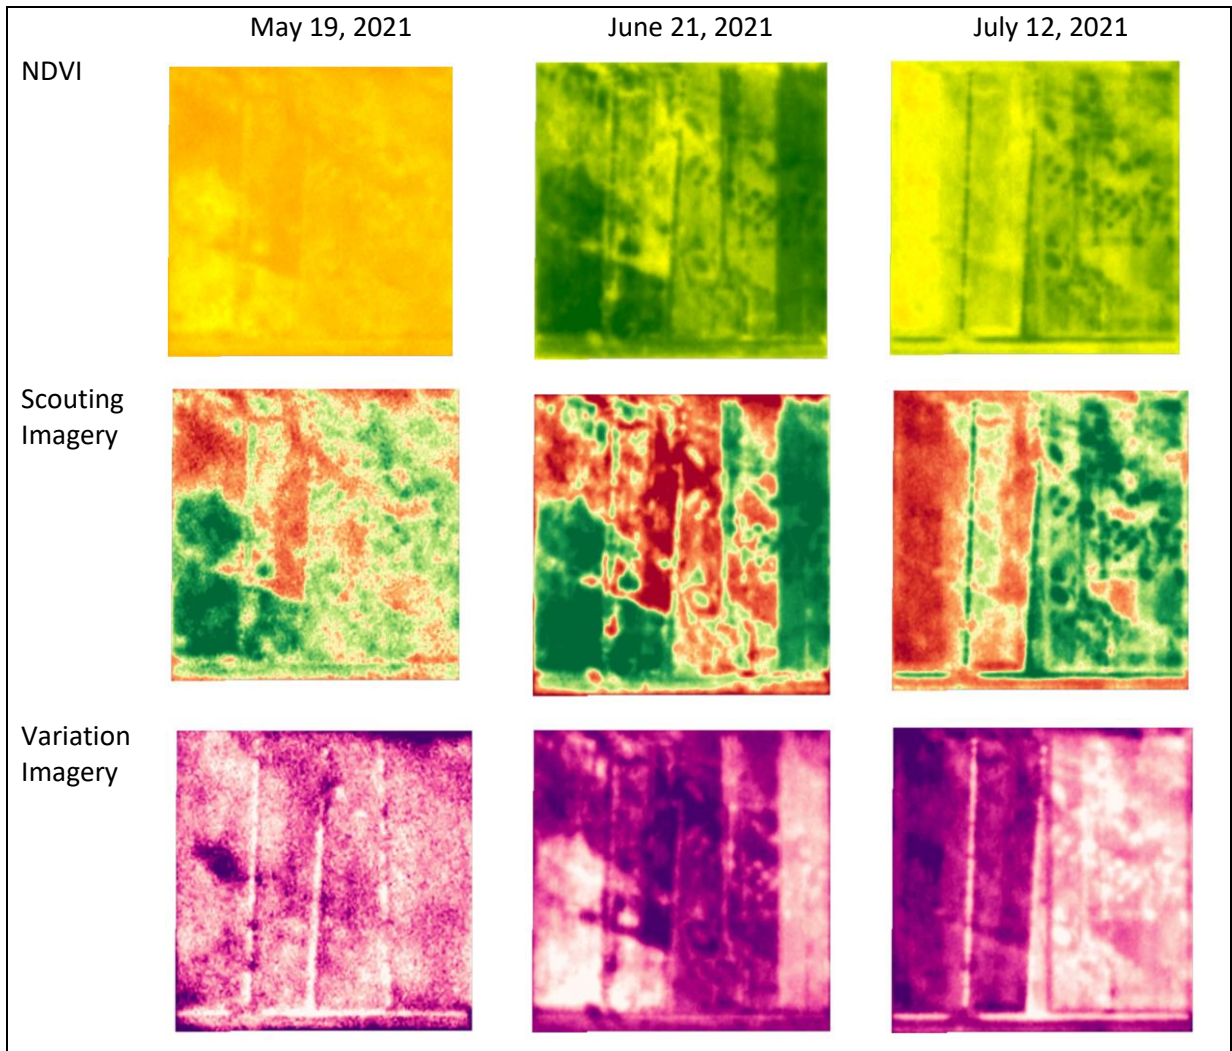 May 19, 2021
June 21, 2021
July 12, 2021
NDVI
Scouting
Imagery
Variation
Imagery